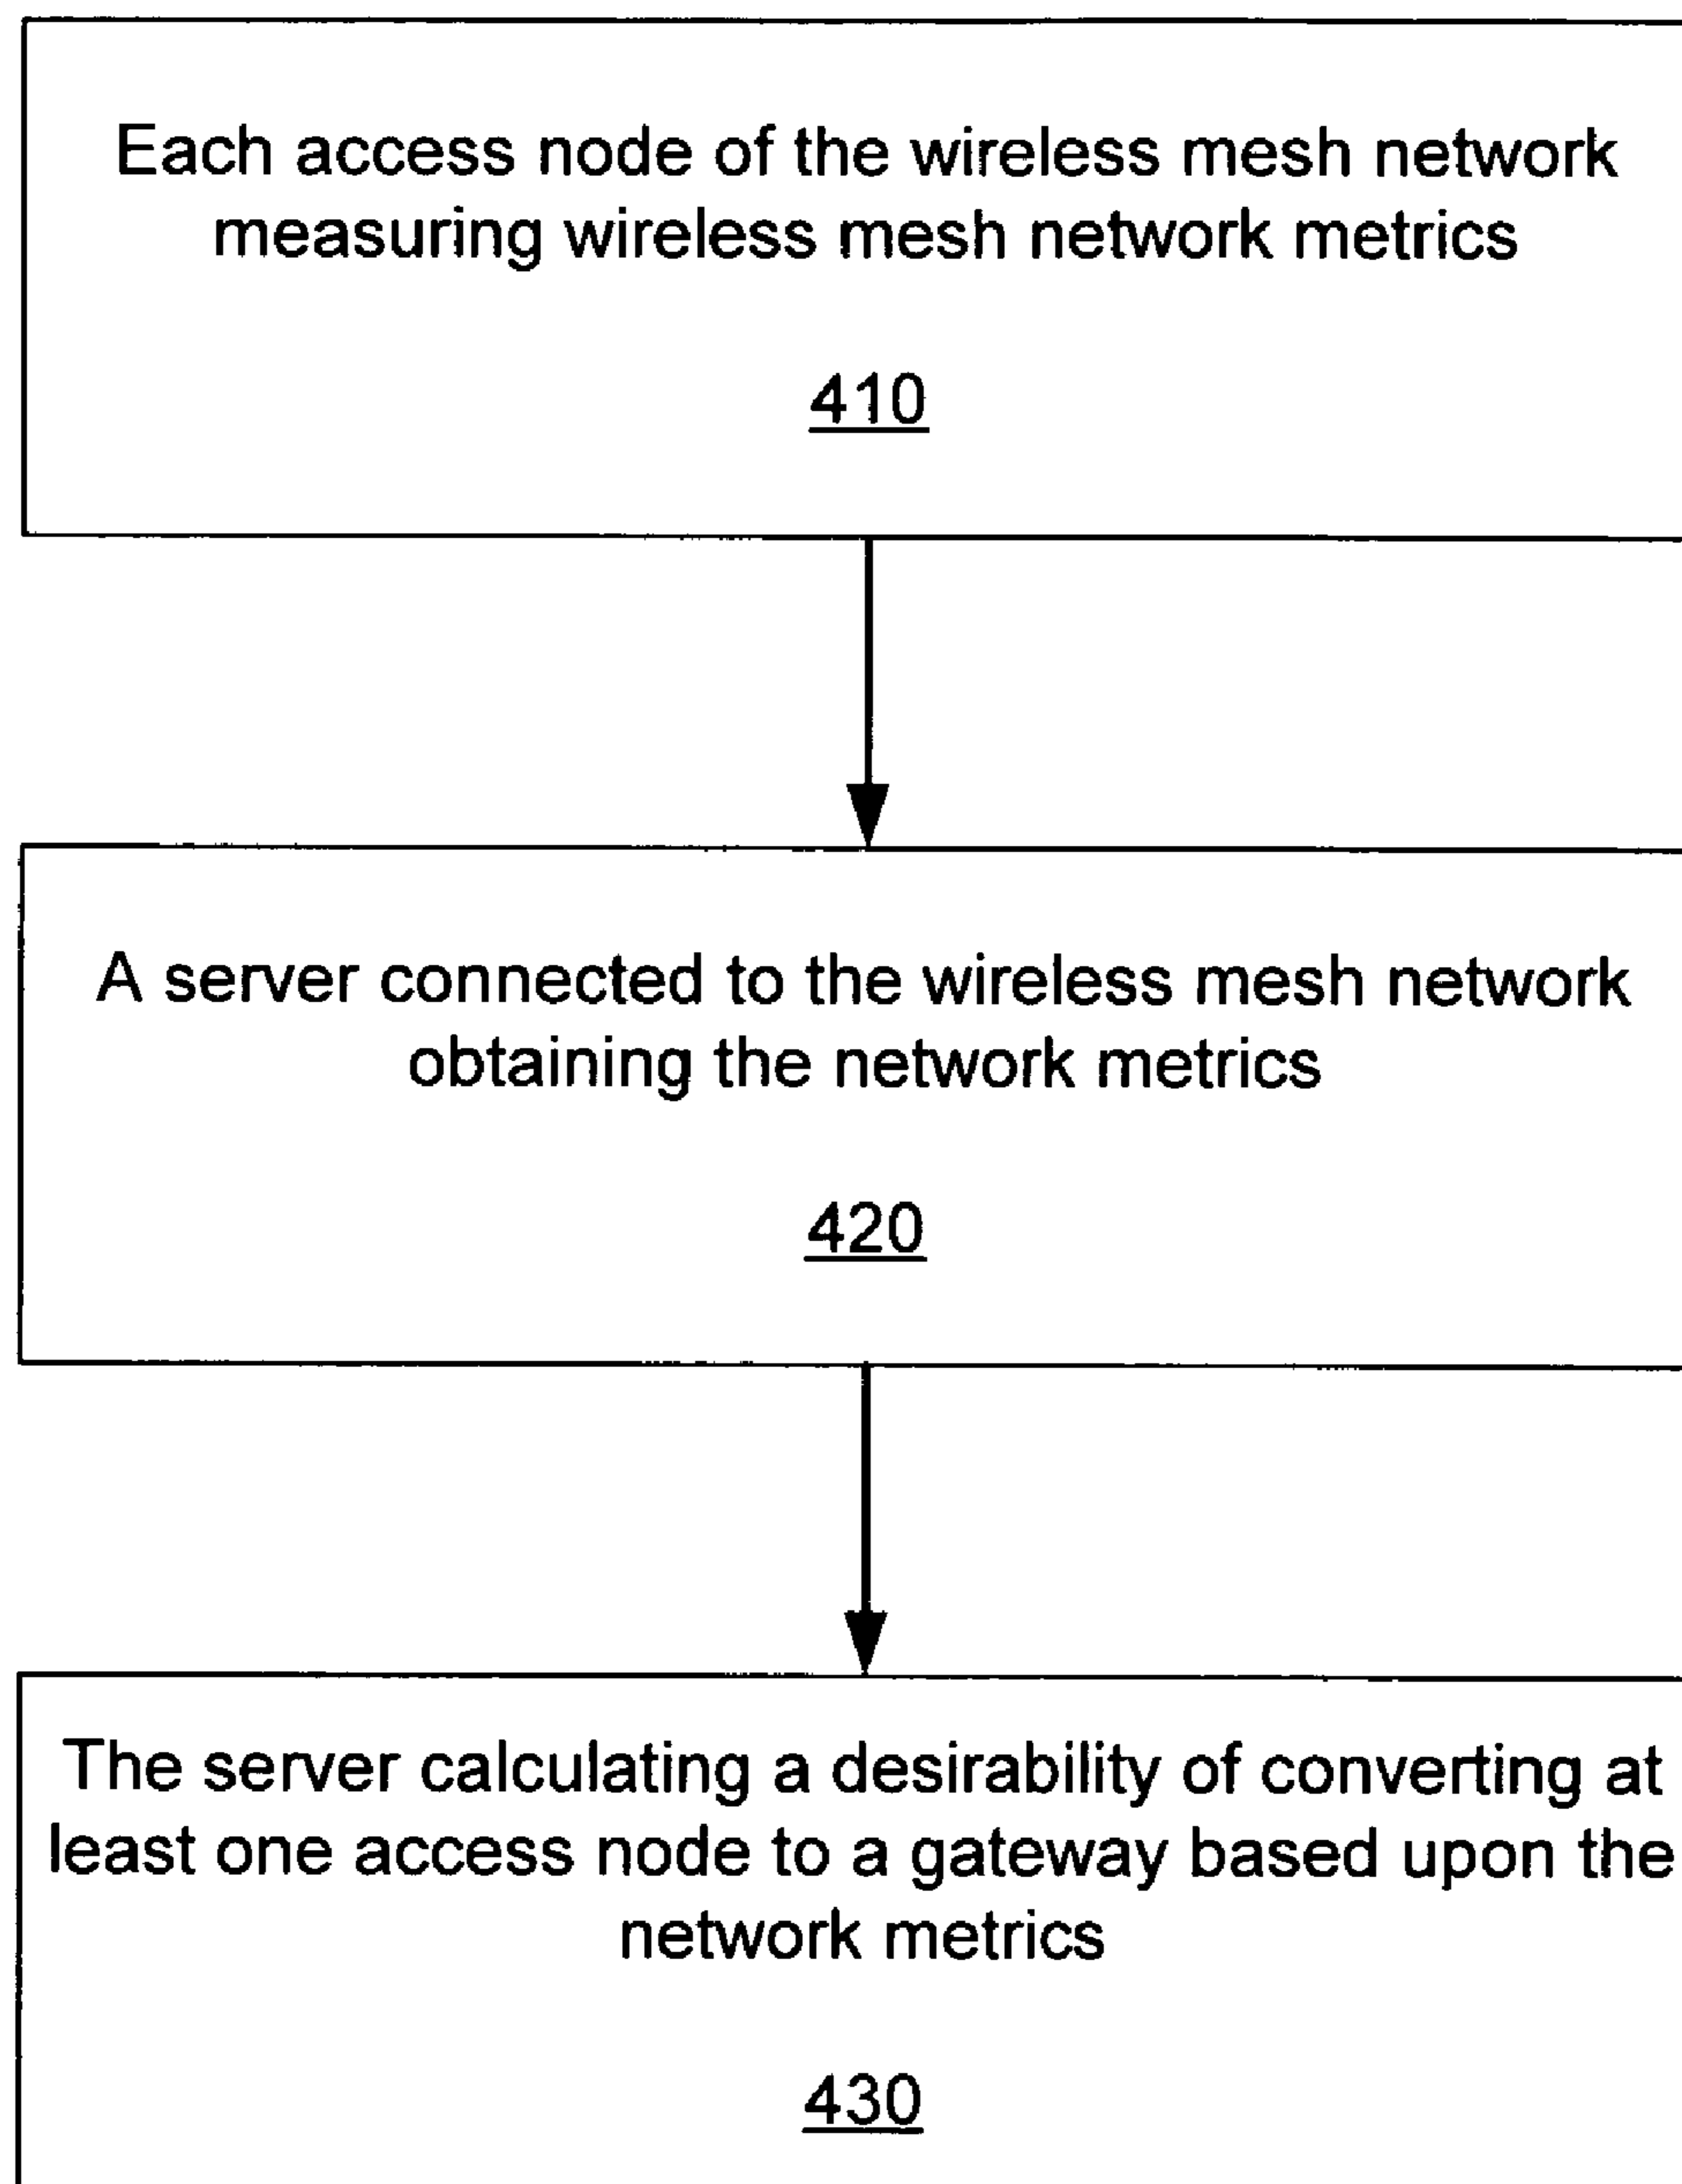 Each access node of the wireless mesh network
measuring wireless mesh network metrics
410
A server connected to the wireless mesh network
obtaining the network metrics
420
The server calculating a desirability of converting at
least one access node to a gateway based upon the
network metrics
430